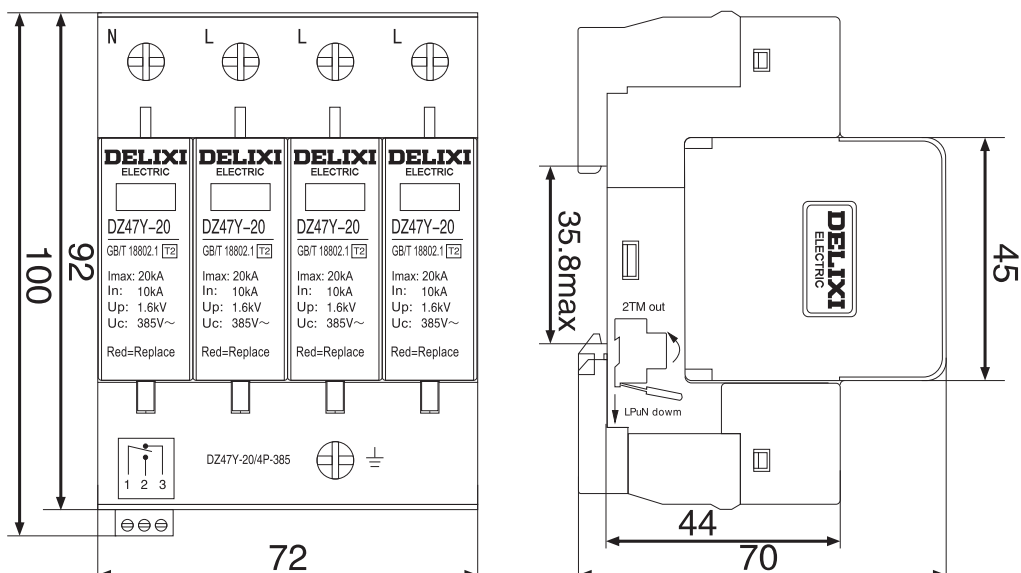 N L L L
DELIXI DELIXI DELIXI DELIXI
ELECTRIC ELECTRIC ELECTRIC ELECTRIC
DZ47Y-20 DZ47Y-20 DZ47Y-20 DZ47Y-20
GB/T 18802.1 T2 GB/T 18802.1 T2 GB/T 18802.1 T2 GB/T 18802.1 T2
Imax: 20kA Imax: 20kA Imax: 20kA Imax: 20kA
In: 10kA In: 10kA In: 10kA In: 10kA
Up: 1.6kV Up: 1.6kV Up: 1.6kV Up: 1.6kV
Uc: 385V~ Uc: 385V~ Uc: 385V~ Uc: 385V~
Red=Replace Red=Replace Red=Replace Red=Replace
DZ47Y-20/4P-385
1 2 3
100
92
72
35.8max
DELIXI
ELECTRIC
2TM out
LPuN dowm
45
44
70